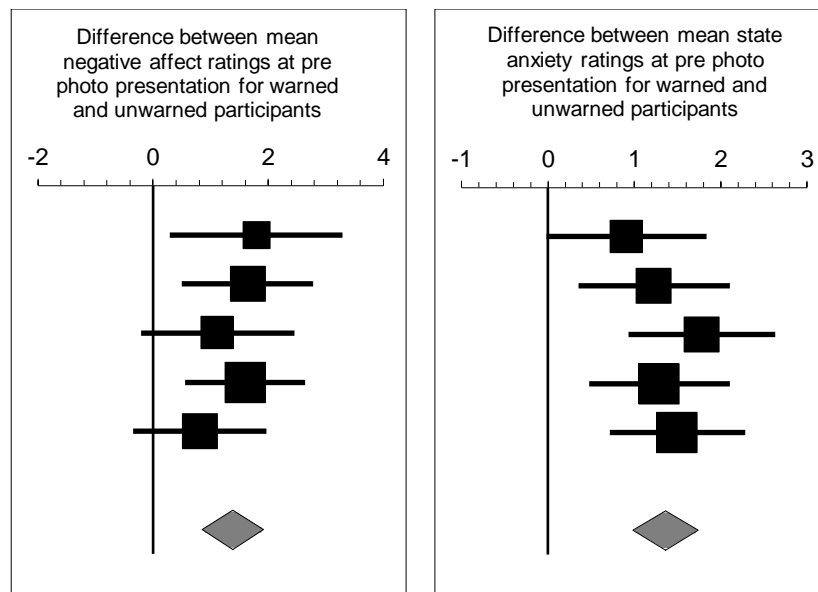 Difference between mean
negative affect ratings at pre
photo presentation for warned
and unwarned participants
-2 0 2 4
Difference between mean state
anxiety ratings at pre photo
presentation for warned and
unwarned participants
-1 0 1 2 3